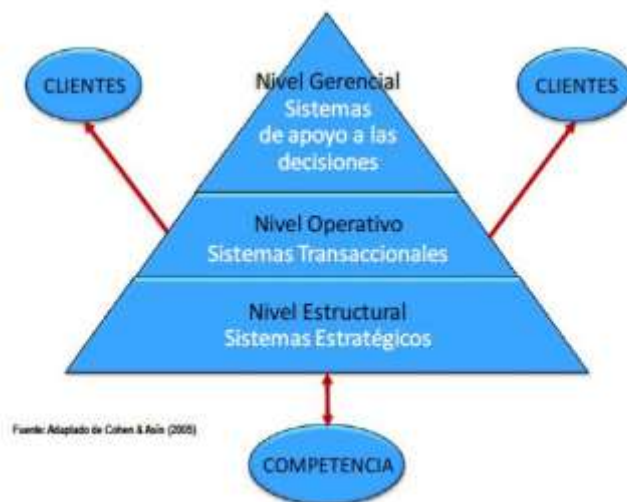 CLIENTES
CLIENTES
Nivel Gerencial
Sistemas
de apoyo a las
decisiones
Nivel Operativo
Sistemas Transaccionales
Nivel Estructural
Sistemas Estratégicos
Fuente: Adaptado de Cohen & Asin (2005)
COMPETENCIA